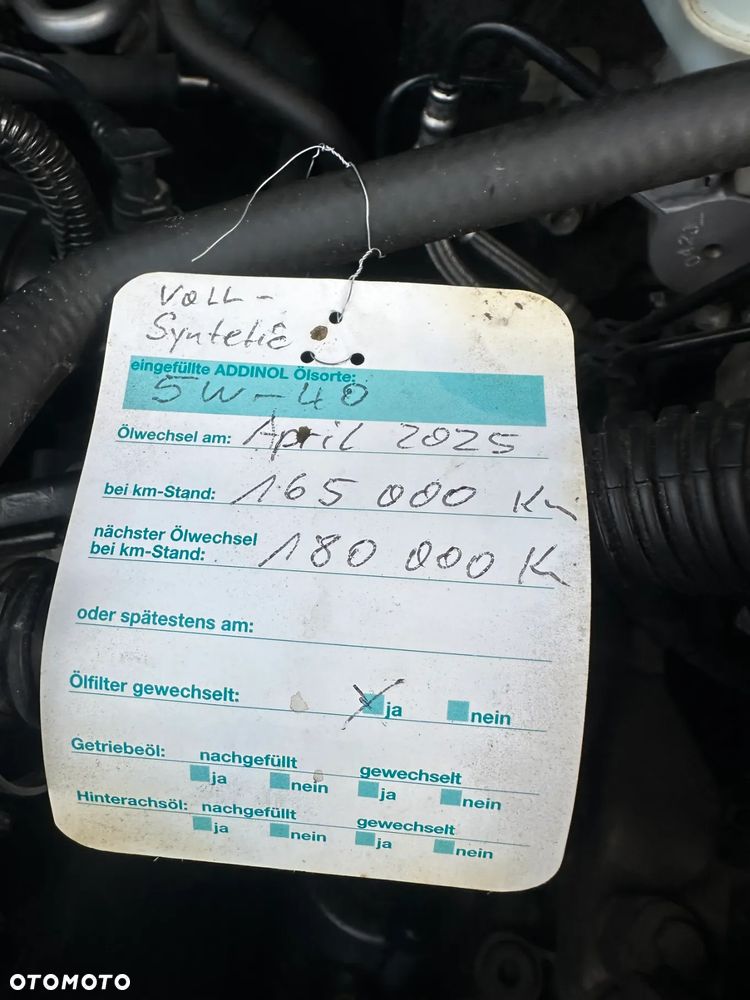 VOLL-
Syntetic
eingefüllte ADDINOL Ölsorte:
5W-40
Ölwechsel am: April 2025
bei km-Stand: 165 000 Km
nächster Ölwechsel
bei km-Stand: 180 000 Km
oder spätestens am:
Ölfilter gewechselt: ja nein
Getriebeöl: nachgefüllt gewechselt
ja nein ja nein
Hinterachsöl: nachgefüllt gewechselt
ja nein ja nein
OTOMOTO